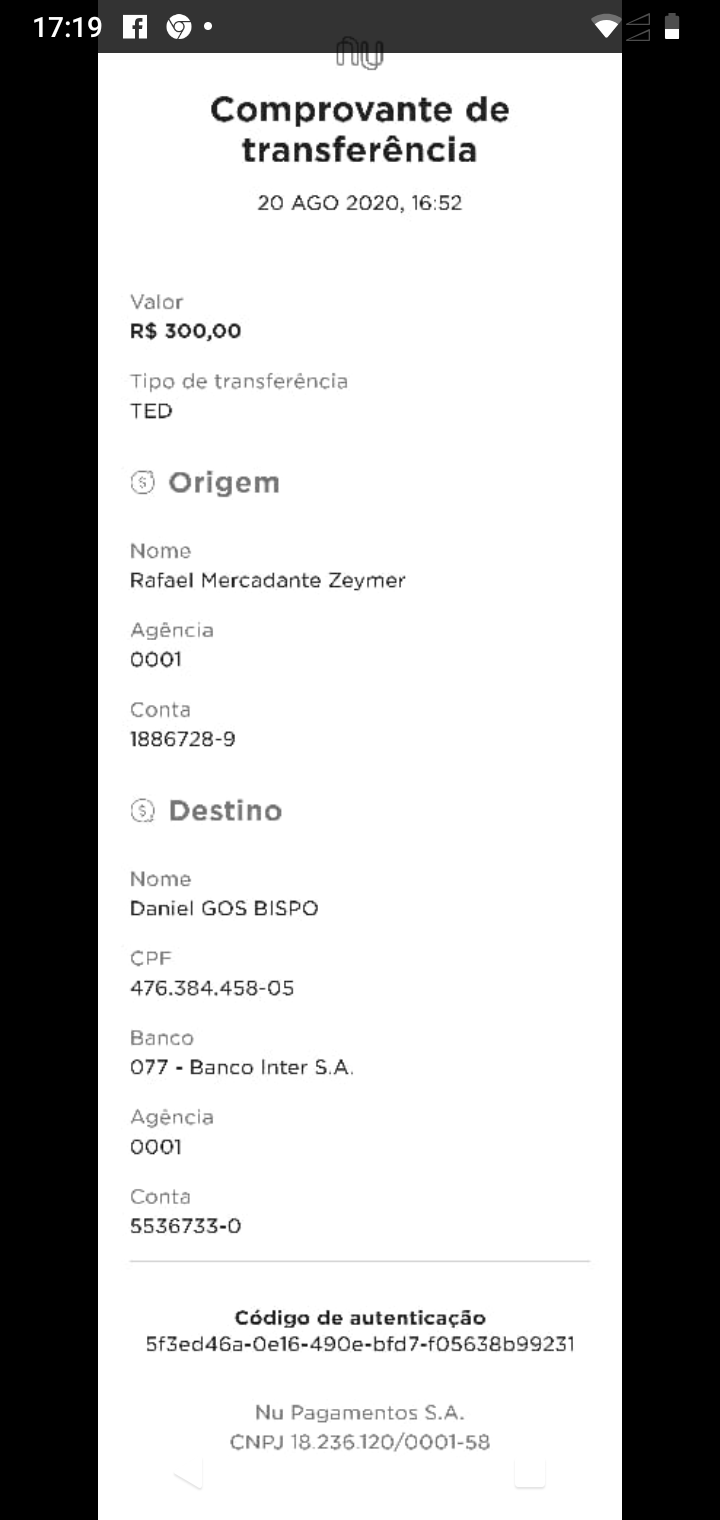 17:19
nu
Comprovante de
transferência
20 AGO 2020, 16:52
Valor
R$ 300,00
Tipo de transferência
TED
Origem
Nome
Rafael Mercadante Zeymer
Agência
0001
Conta
1886728-9
Destino
Nome
Daniel GOS BISPO
CPF
476.384.458-05
Banco
077 - Banco Inter S.A.
Agência
0001
Conta
5536733-0
Código de autenticação
5f3ed46a-0e16-490e-bfd7-f05638b99231
Nu Pagamentos S.A.
CNPJ 18.236.120/0001-58